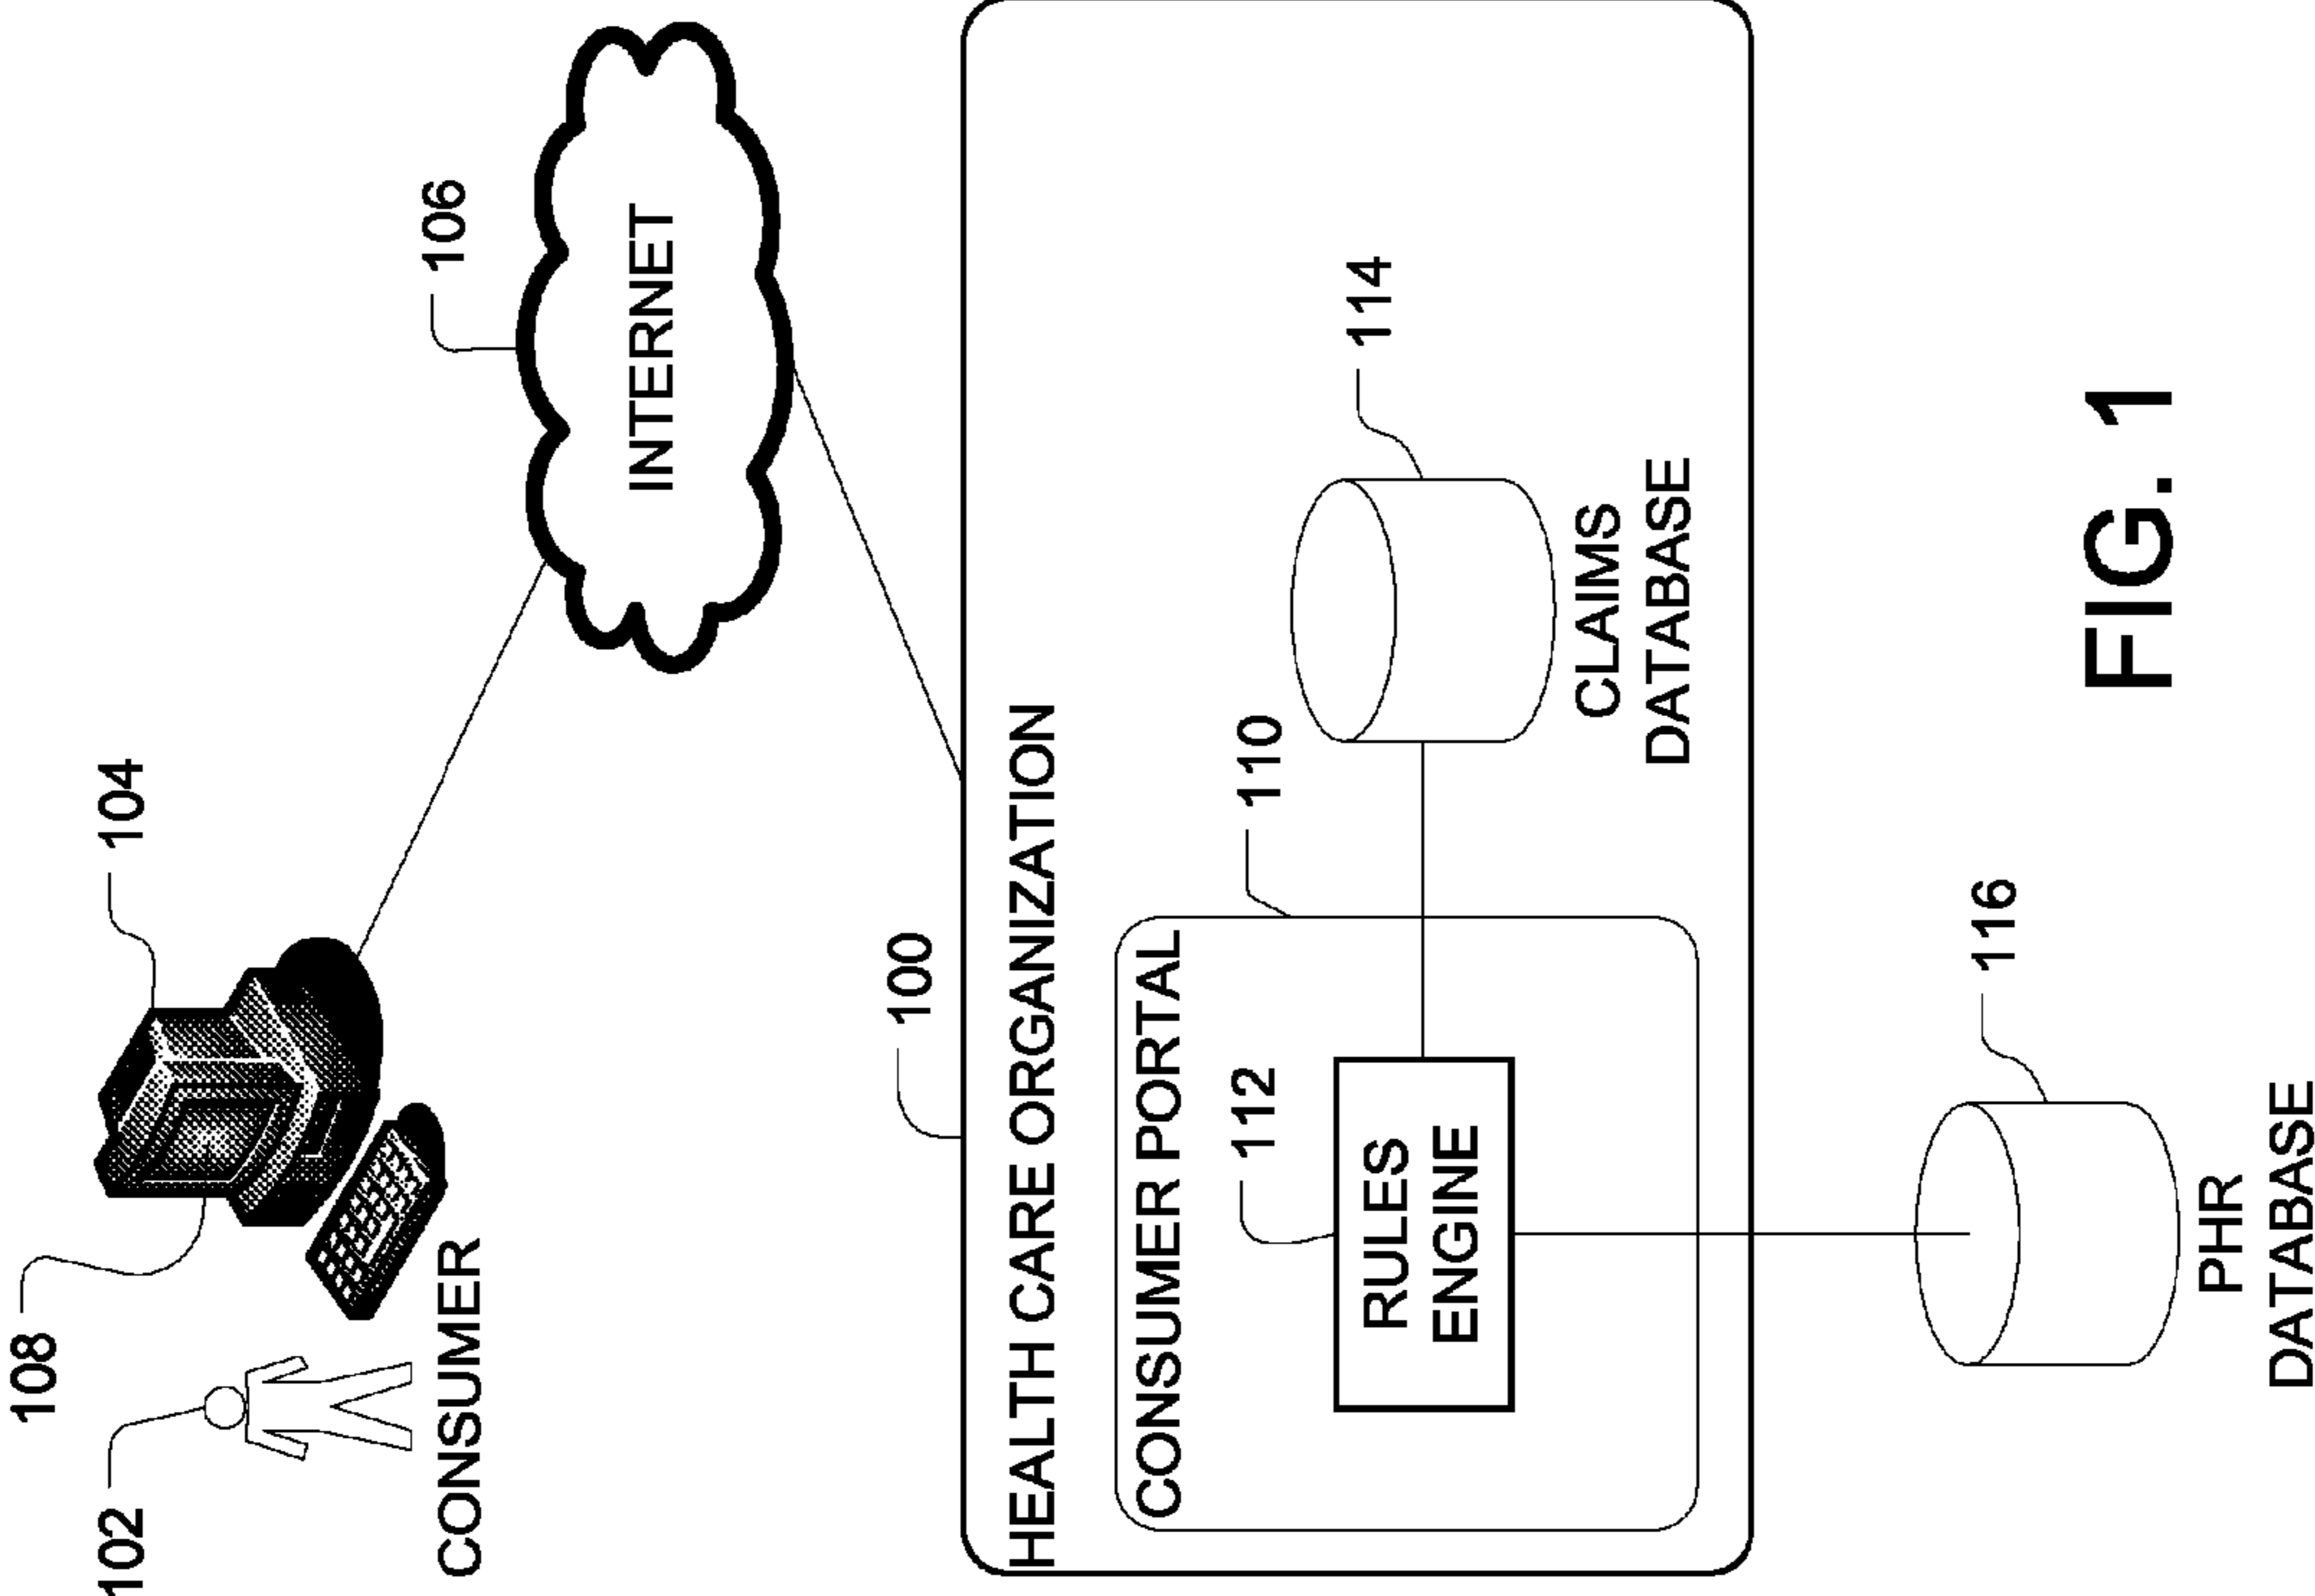 108
104
102
106
CONSUMER
INTERNET
100
HEALTH CARE ORGANIZATION
CONSUMER PORTAL
110
112
114
RULES
ENGINE
CLAIMS
DATABASE
116
PHR
DATABASE
FIG. 1